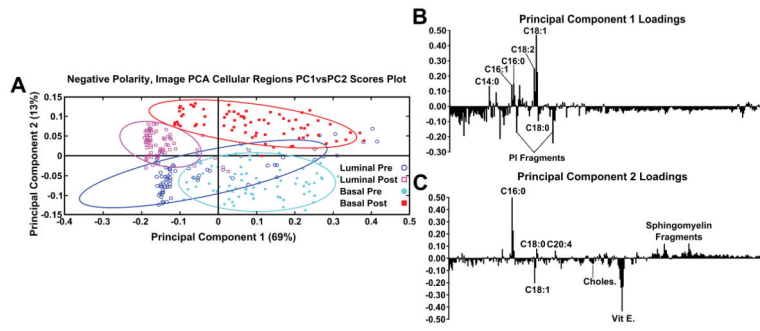 A
Negative Polarity, Image PCA Cellular Regions PC1vsPC2 Scores Plot
Principal Component 2 (13%)
0.15
0.1
0.05
0
-0.05
-0.1
-0.15
-0.4 -0.3 -0.2 -0.1 0 0.1 0.2 0.3 0.4 0.5
Principal Component 1 (69%)
Luminal Pre
Luminal Post
Basal Pre
Basal Post
B
Principal Component 1 Loadings
0.50
0.40
0.30
0.20
0.10
0.00
-0.10
-0.20
-0.30
C18:1
C18:2
C16:0
C16:1
C14:0
C18:0
PI Fragments
C
Principal Component 2 Loadings
0.50
0.40
0.30
0.20
0.10
0.00
-0.10
-0.20
-0.30
-0.40
-0.50
C16:0
C18:0 C20:4
C18:1
Choles.
Vit E.
Sphingomyelin
Fragments